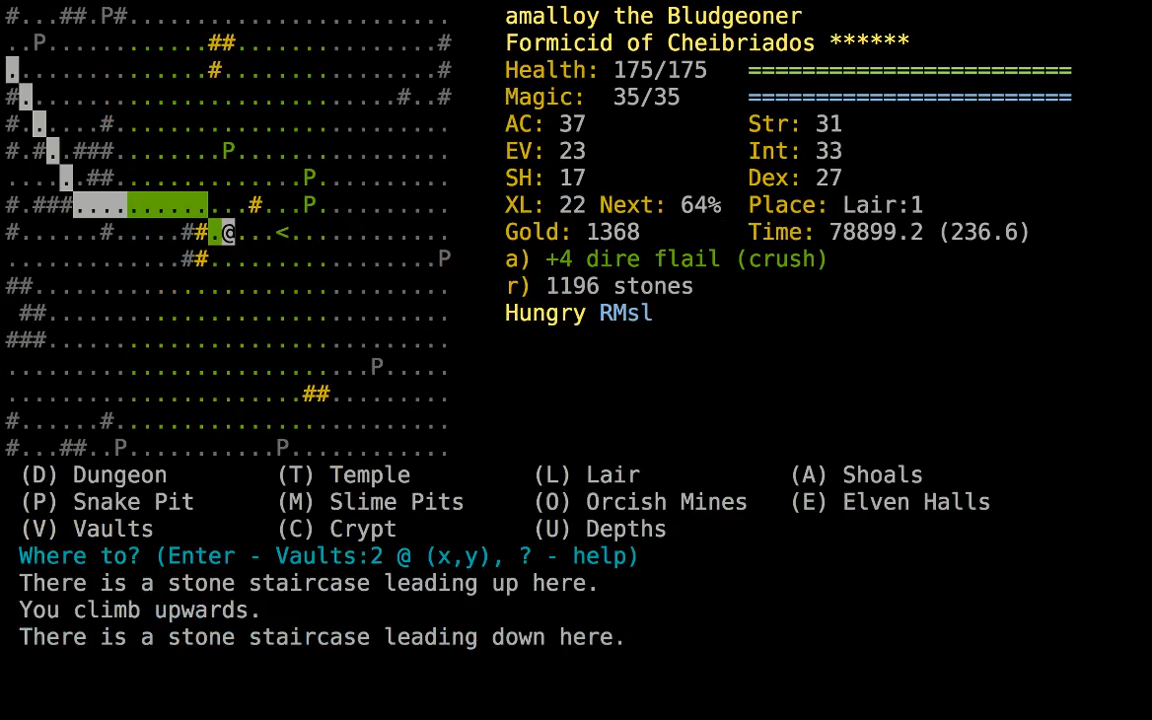 #...##.P#
..P............##...............#
................#...............#
#............................#..#
#......#.........................
#.#..###........P................
.......##.............P..........
#.###.............#...P
#......#.....##.@...<............
.............##.................P
##...............................
 ##..............................
###..............................
...........................P.....
......................##.........
#......#.........................
#...##..P...........P............
amalloy the Bludgeoner
Formicid of Cheibriados ******
Health: 175/175 ========================
Magic: 35/35 ========================
AC: 37 Str: 31
EV: 23 Int: 33
SH: 17 Dex: 27
XL: 22 Next: 64% Place: Lair:1
Gold: 1368 Time: 78899.2 (236.6)
a) +4 dire flail (crush)
r) 1196 stones
Hungry RMsl
(D) Dungeon (T) Temple (L) Lair (A) Shoals
(P) Snake Pit (M) Slime Pits (O) Orcish Mines (E) Elven Halls
(V) Vaults (C) Crypt (U) Depths
Where to? (Enter - Vaults:2 @ (x,y), ? - help)
There is a stone staircase leading up here.
You climb upwards.
There is a stone staircase leading down here.